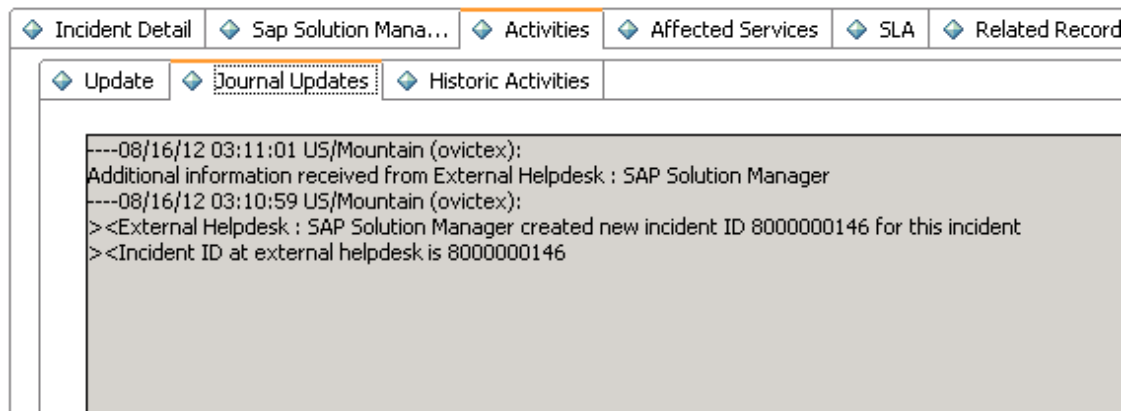 Incident Detail Sap Solution Mana... Activities Affected Services SLA Related Record
Update Journal Updates Historic Activities
----08/16/12 03:11:01 US/Mountain (ovictex):
Additional information received from External Helpdesk : SAP Solution Manager
----08/16/12 03:10:59 US/Mountain (ovictex):
><External Helpdesk : SAP Solution Manager created new incident ID 8000000146 for this incident
><Incident ID at external helpdesk is 8000000146